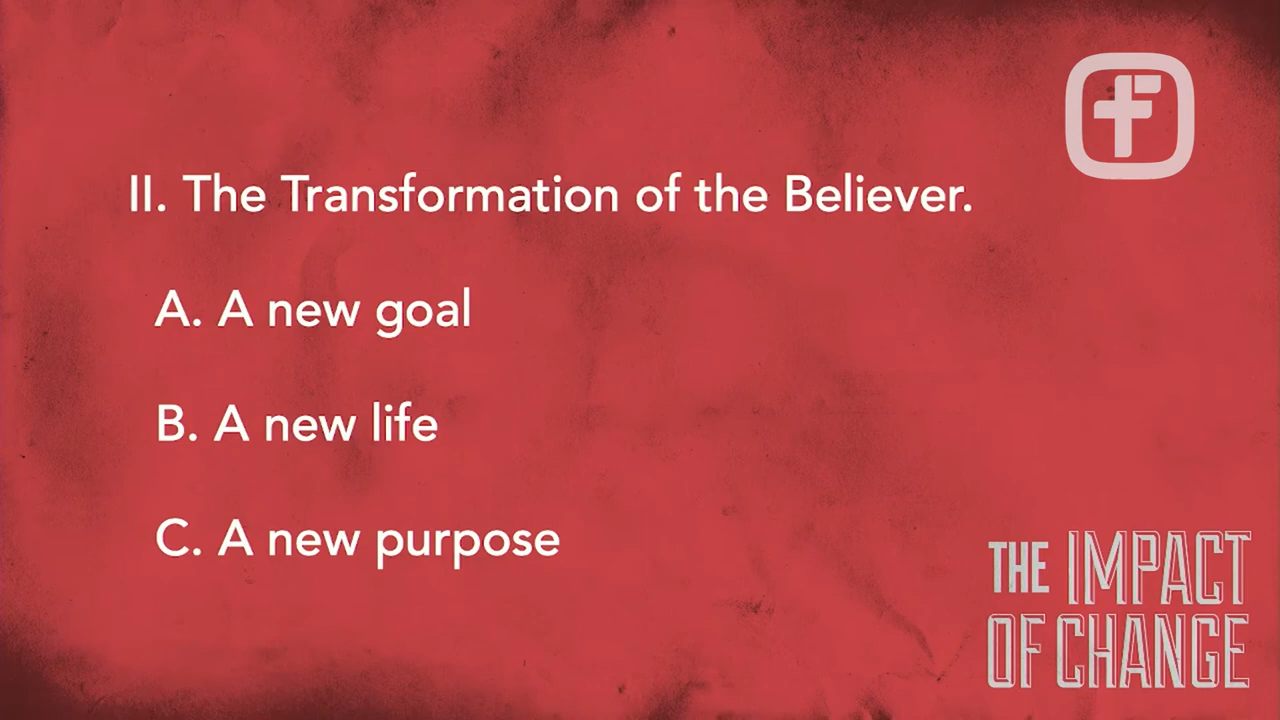 II. The Transformation of the Believer.
A. A new goal
B. A new life
C. A new purpose
THE IMPACT
OF CHANGE